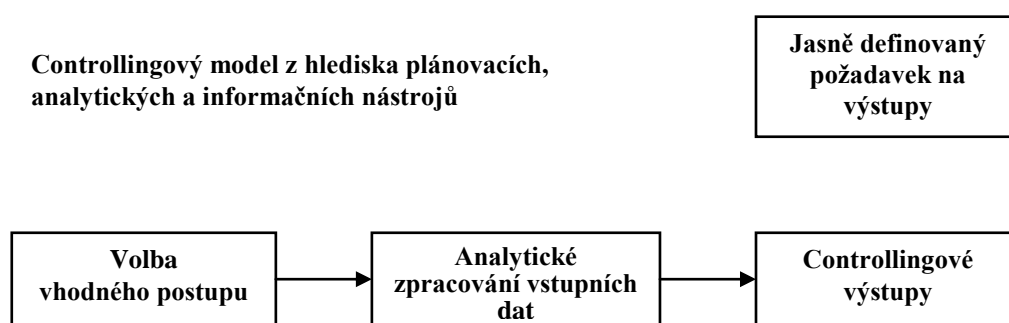 Controllingový model z hlediska plánovacích,
analytických a informačních nástrojů
Jasně definovaný
požadavek na
výstupy
Volba
vhodného postupu
Analytické
zpracování vstupních
dat
Controllingové
výstupy